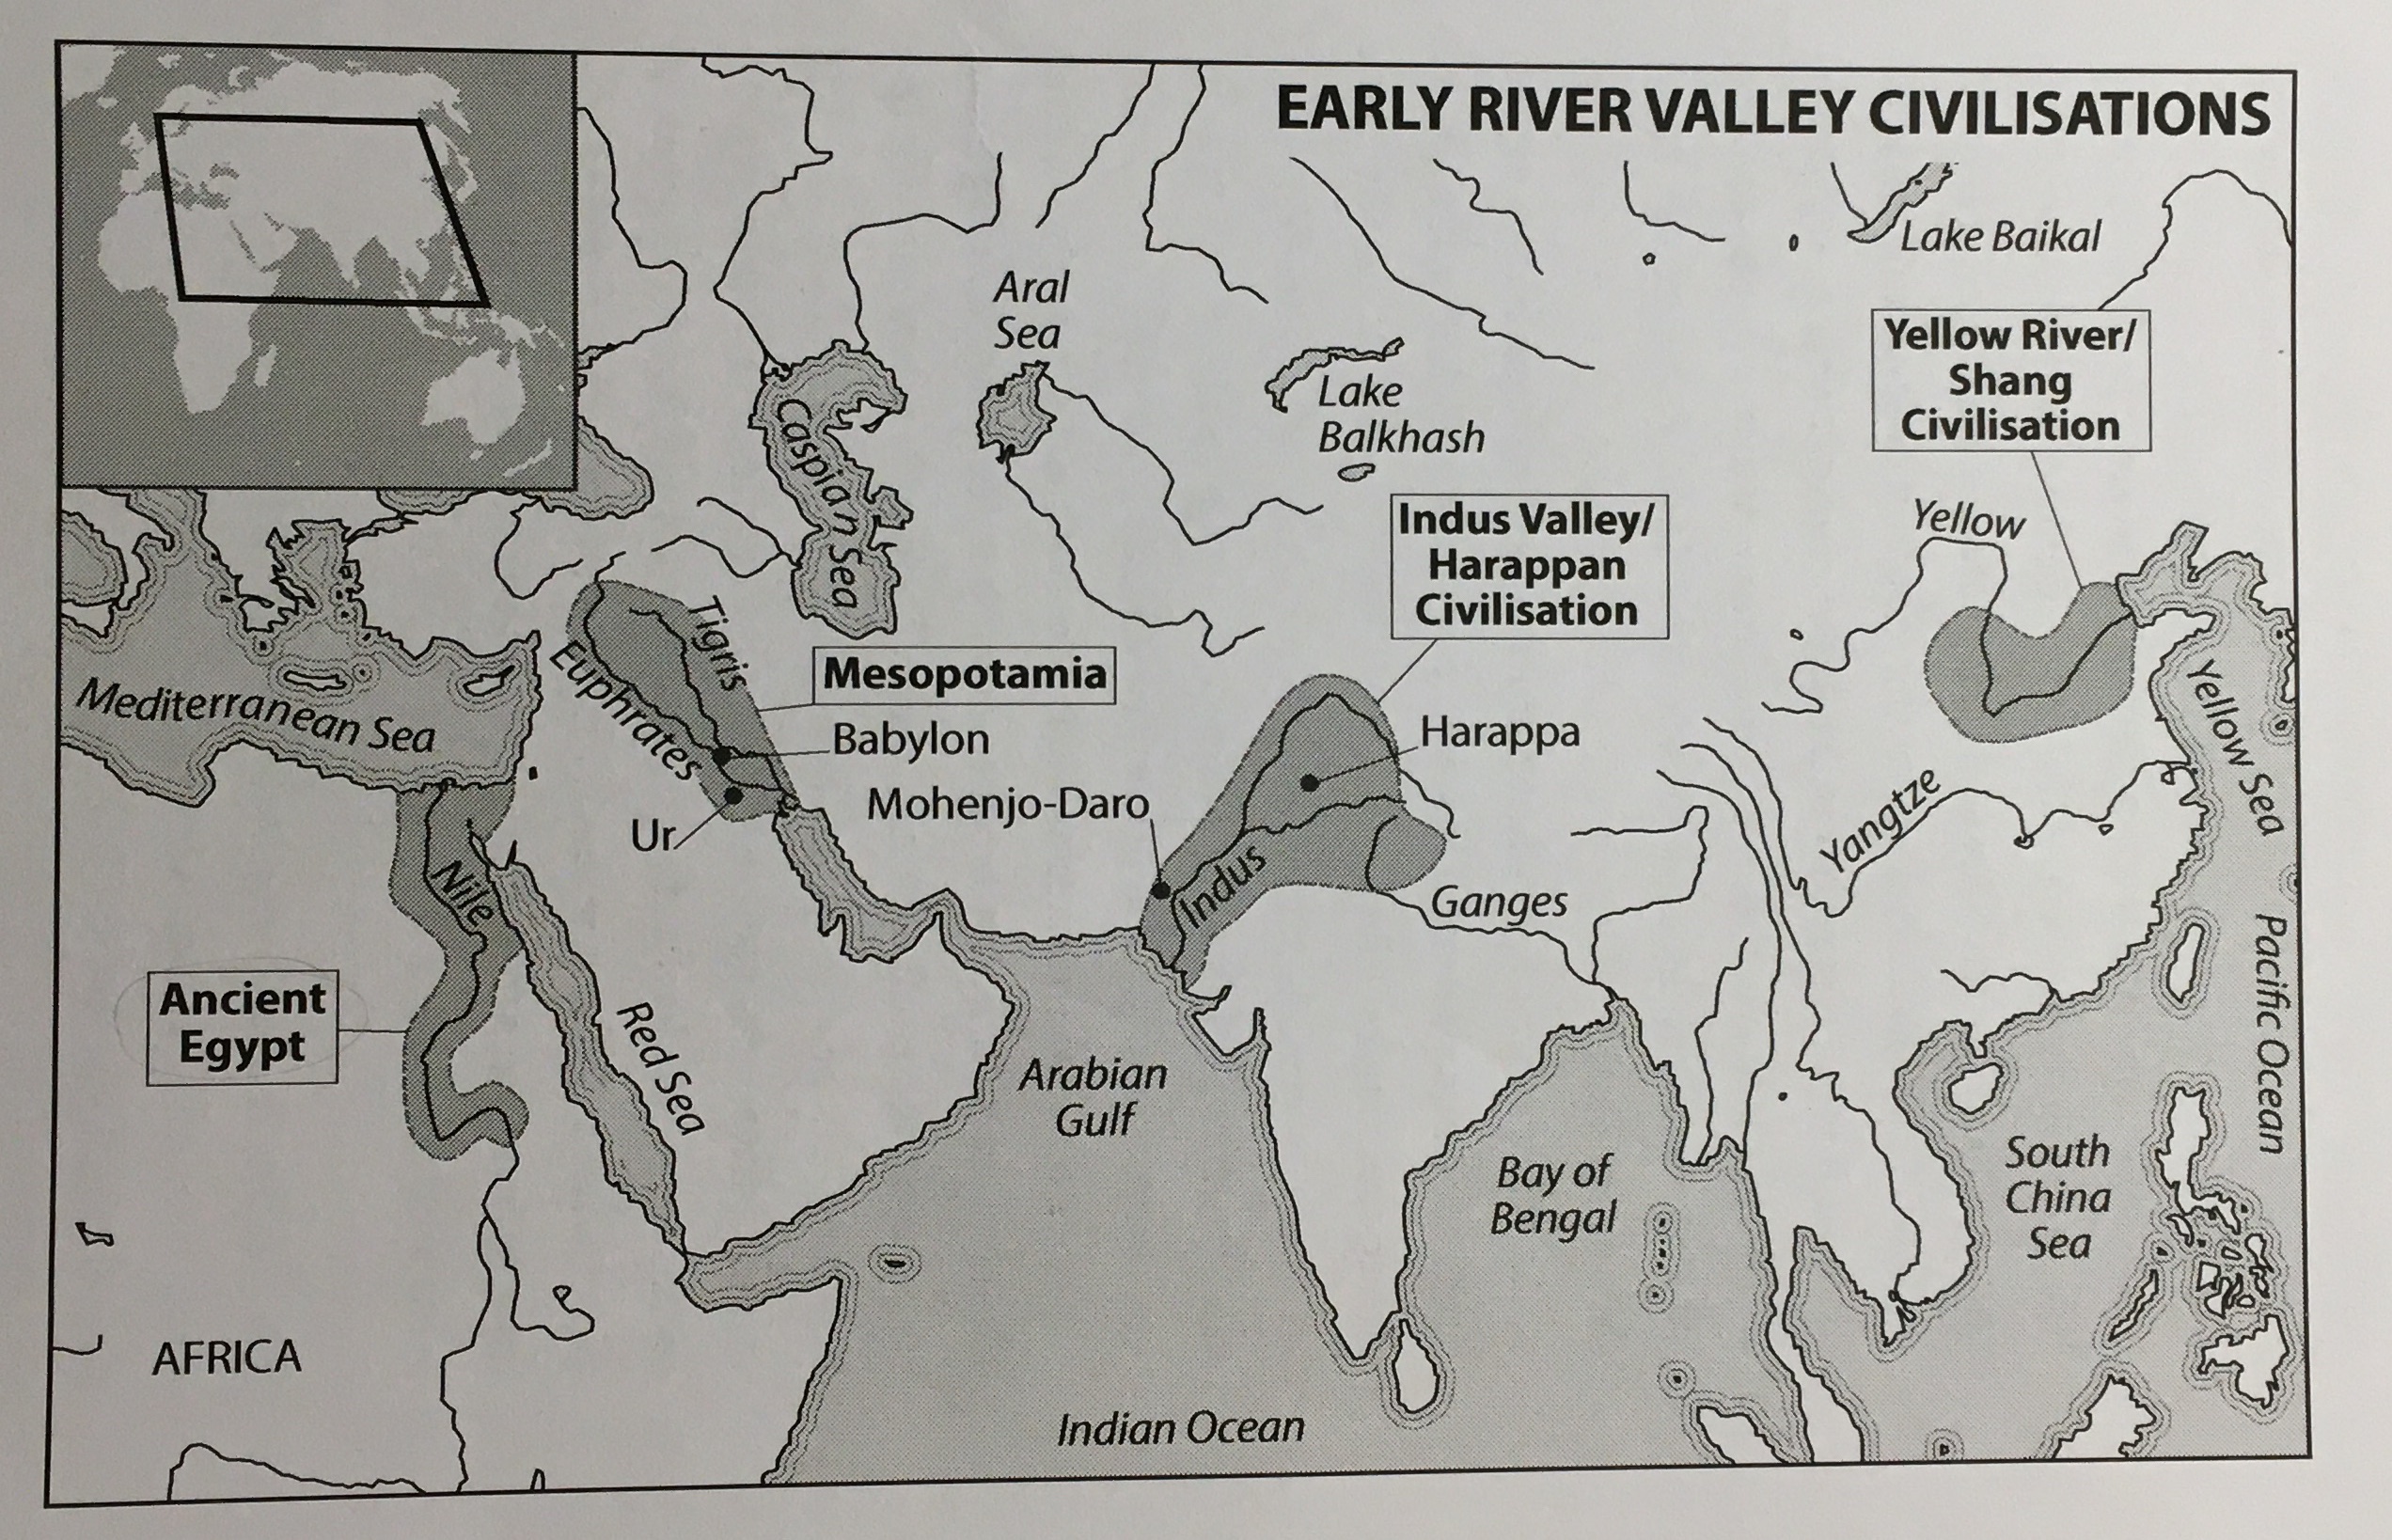 EARLY RIVER VALLEY CIVILISATIONS
Lake Baikal
Aral
Sea
Yellow River/
Shang
Civilisation
Lake
Balkhash
Caspian Sea
Indus Valley/
Harappan
Civilisation
Yellow
Tigris
Euphrates
Mesopotamia
Mediterranean Sea
Babylon
Harappa
Yellow Sea
Mohenjo-Daro
Ur
Yangtze
Nile
Indus
Ganges
Ancient
Egypt
Red Sea
Pacific Ocean
Arabian
Gulf
Bay of
Bengal
South
China
Sea
AFRICA
Indian Ocean